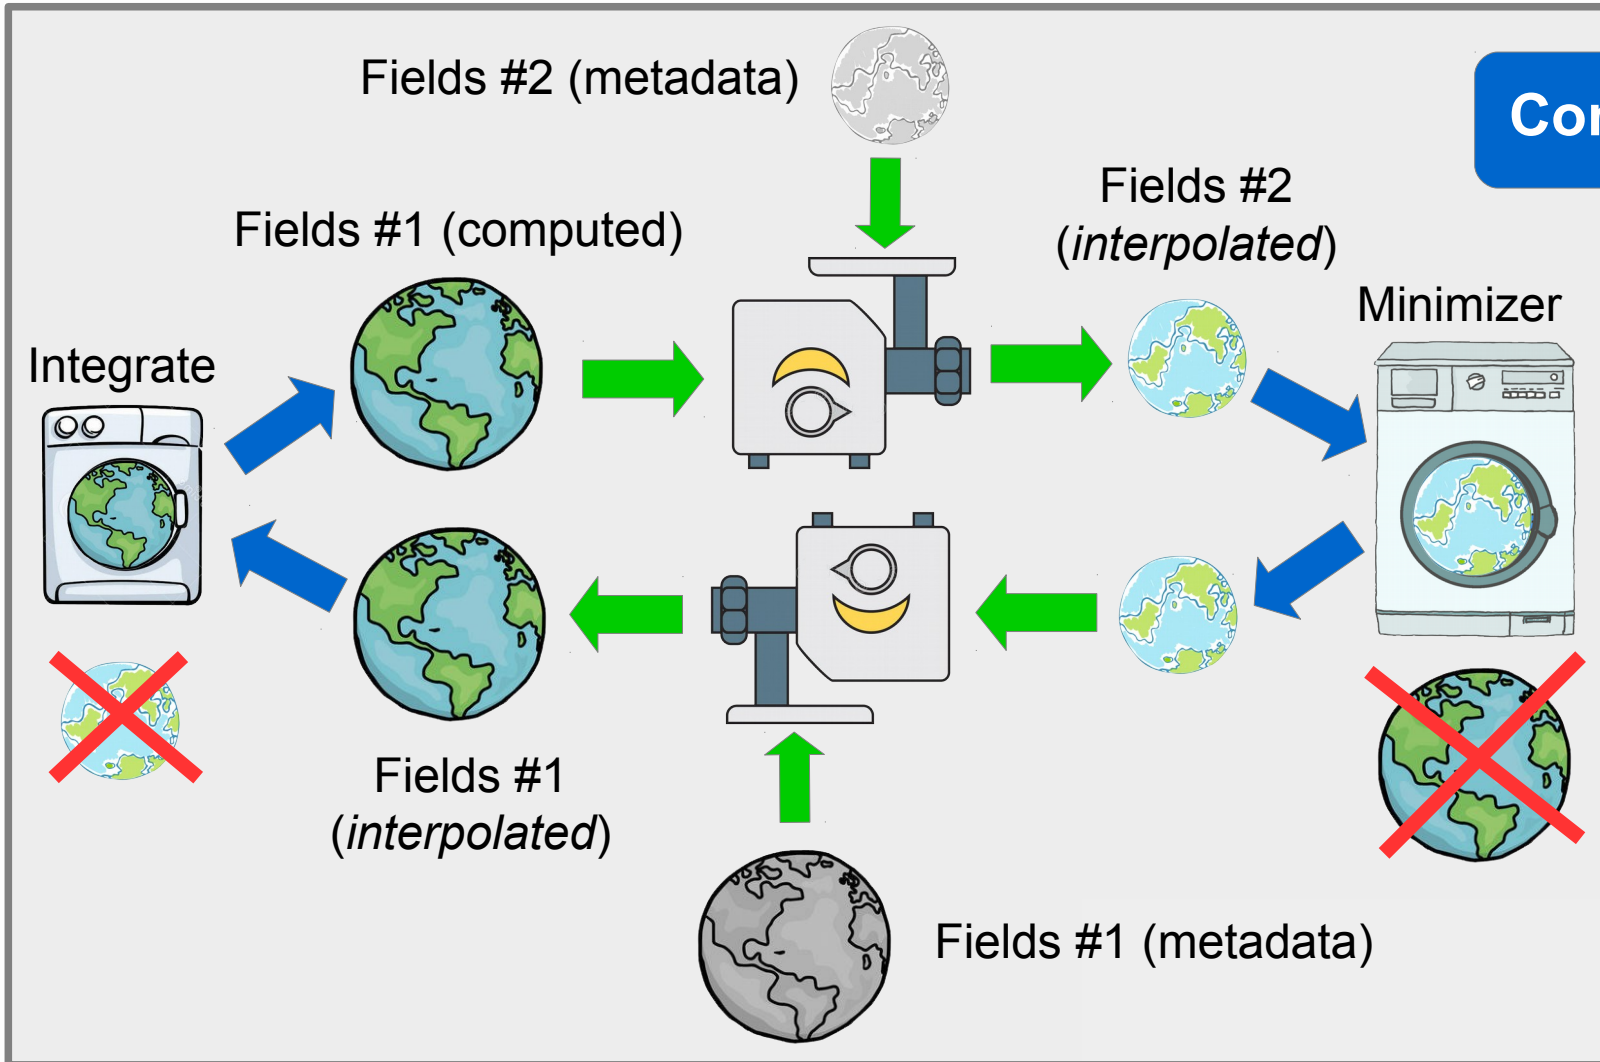 Fields #2 (metadata)
Fields #1 (computed)
Fields #2
(interpolated)
Minimizer
Integrate
Fields #1
(interpolated)
Fields #1 (metadata)